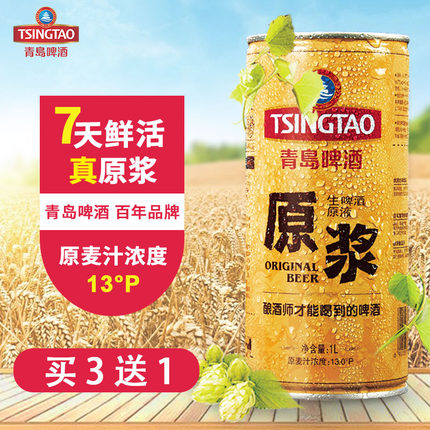 TSINGTAO
青岛啤酒
7天鲜活
真原浆
青岛啤酒 百年品牌
原麦汁浓度
13°P
买3送1
TSINGTAO
青岛啤酒
生啤酒
原液
原浆
ORIGINAL
BEER
酿酒师才能喝到的啤酒
净含量:1L
原麦汁浓度:13.0°P